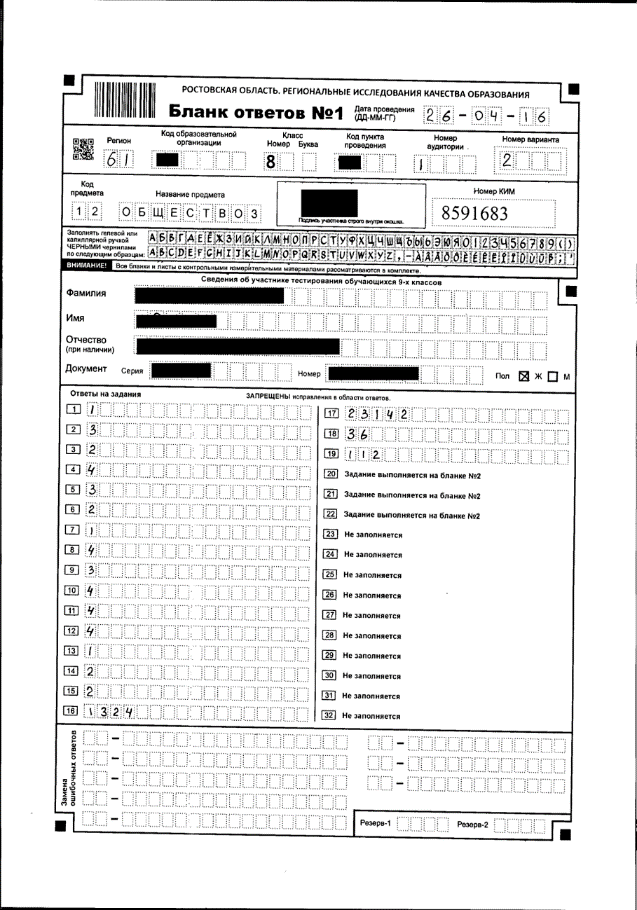 РОСТОВСКАЯ ОБЛАСТЬ. РЕГИОНАЛЬНЫЕ ИССЛЕДОВАНИЯ КАЧЕСТВА ОБРАЗОВАНИЯ
Бланк ответов №1 Дата проведения (ДД-ММ-ГГ) 26-04-16
Регион Код образовательной организации Класс Номер Буква Код пункта проведения Номер аудитории Номер варианта
61 8 1 2
Код предмета Название предмета Номер КИМ
12 ОБЩЕСТВОЗ 8591683
Подпись участника строго внутри окошка.
Заполнять гелевой или капиллярной ручкой ЧЕРНЫМИ чернилами по следующим образцам:
АБВГДЕЁЖЗИЙКЛМНОПРСТУФХЦЧШЩЪЫЬЭЮЯ0123456789
ABCDEFGHIJKLMNOPQRSTUVWXYZ
ВНИМАНИЕ! Все бланки и листы с контрольными измерительными материалами рассматриваются в комплекте.
Сведения об участнике тестирования обучающихся 9-х классов
Фамилия
Имя
Отчество
(при наличии)
Документ Серия Номер Пол Ж М
Ответы на задания ЗАПРЕЩЕНЫ исправления в области ответов.
1 1
2 3
3 2
4 4
5 3
6 2
7 1
8 4
9 3
10 4
11 4
12 4
13 1
14 2
15 2
16 1324
17 23142
18 36
19 112
20 Задание выполняется на бланке №2
21 Задание выполняется на бланке №2
22 Задание выполняется на бланке №2
23 Не заполняется
24 Не заполняется
25 Не заполняется
26 Не заполняется
27 Не заполняется
28 Не заполняется
29 Не заполняется
30 Не заполняется
31 Не заполняется
32 Не заполняется
Замена ошибочных ответов
Резерв-1 Резерв-2